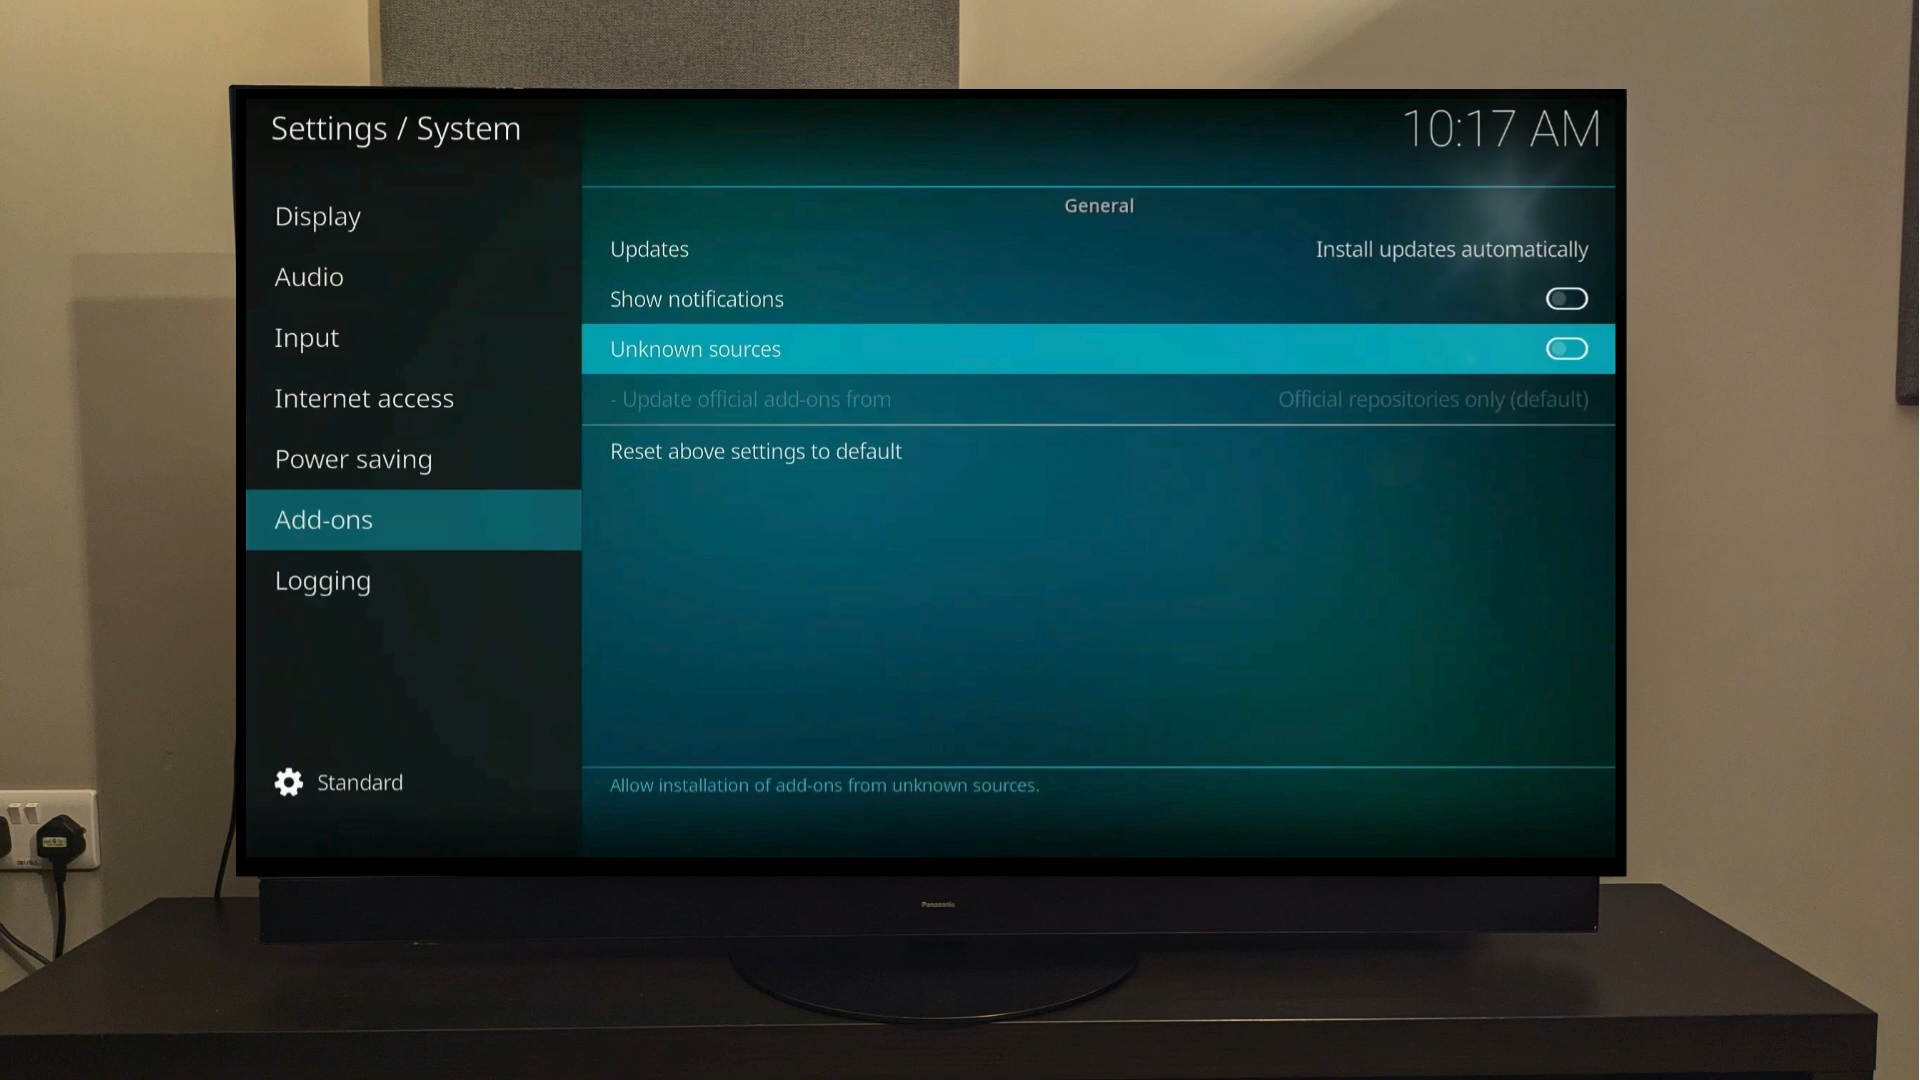 Settings / System
10:17 AM
Display
Audio
Input
Internet access
Power saving
Add-ons
Logging
Standard
General
Updates
Install updates automatically
Show notifications
Unknown sources
- Update official add-ons from
Official repositories only (default)
Reset above settings to default
Allow installation of add-ons from unknown sources.
Panasonic